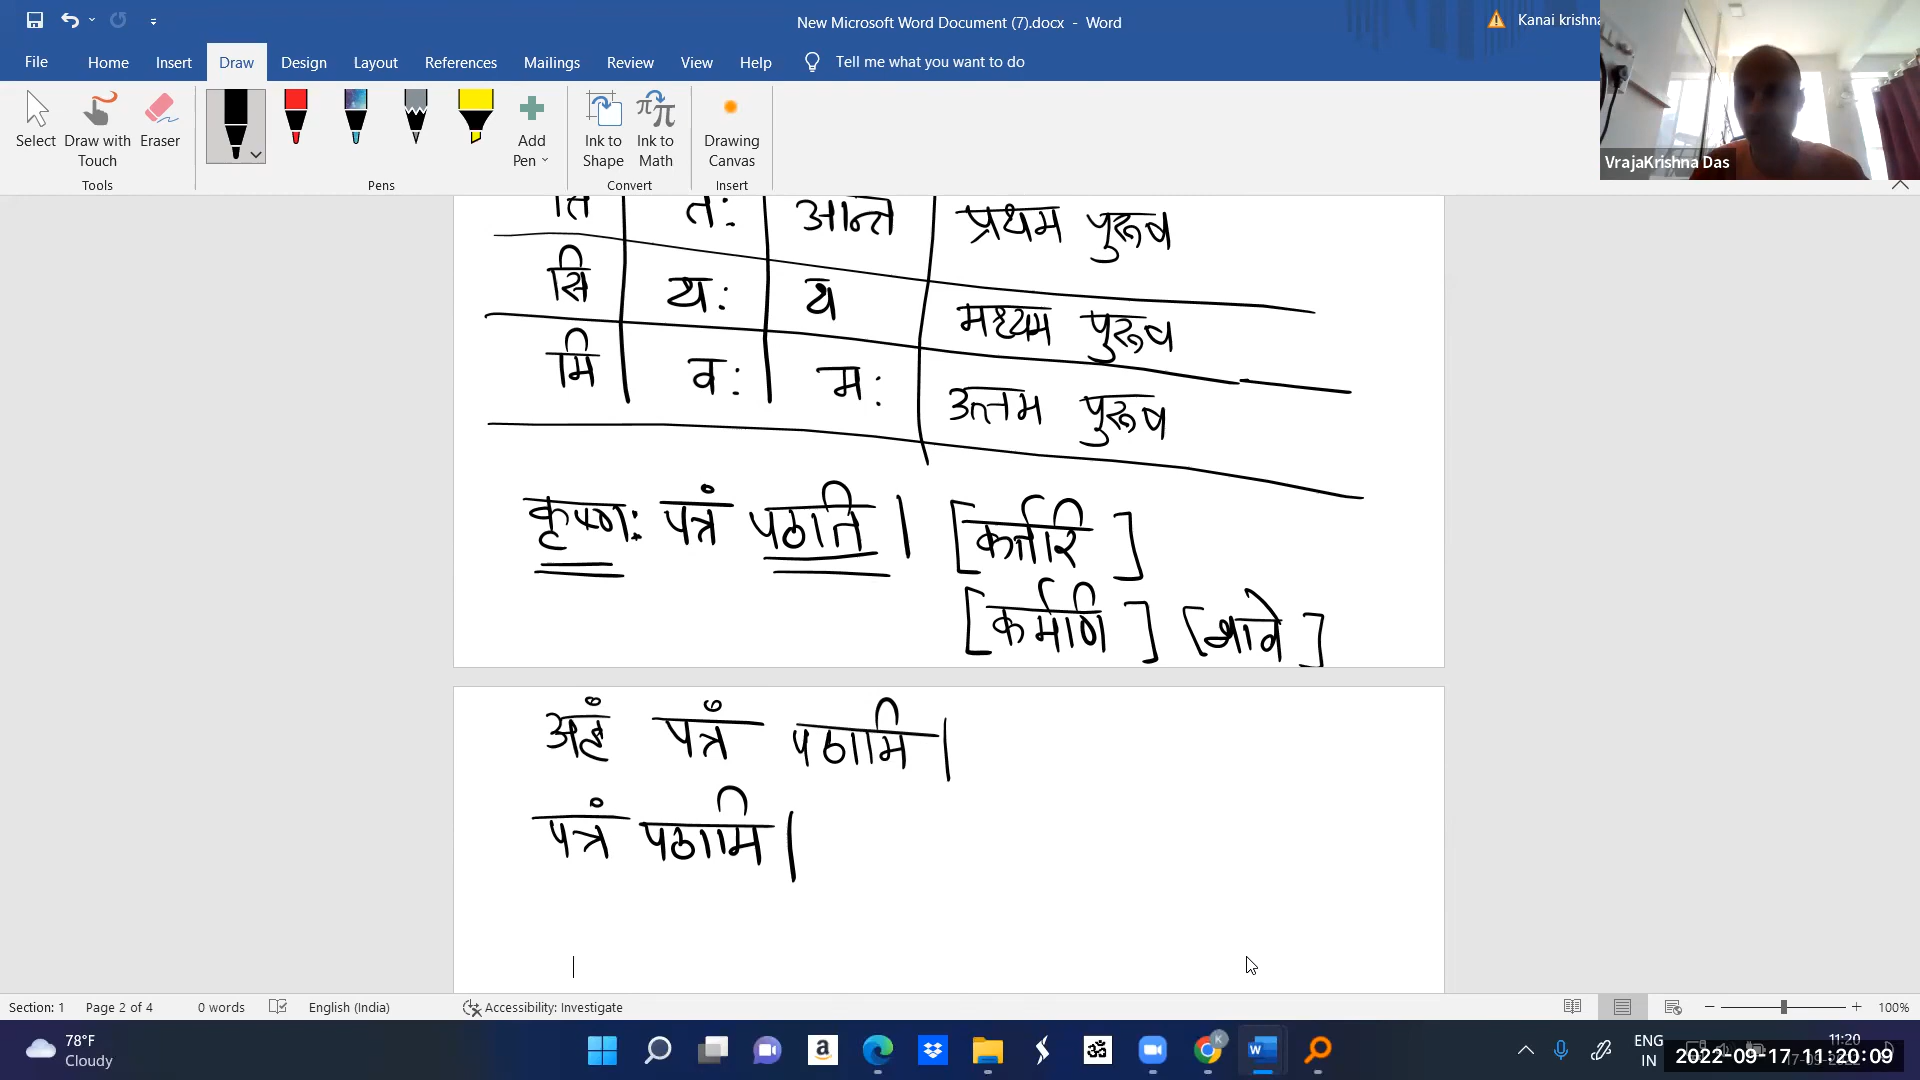 New Microsoft Word Document (7).docx - Word
Kanai krishna
File Home Insert Draw Design Layout References Mailings Review View Help Tell me what you want to do
Select Draw with Touch Eraser Add Pen Ink to Shape Ink to Math Drawing Canvas
Tools Pens Convert Insert
VrajaKrishna Das
ति तः अन्ति प्रथम पुरूष
सि थः थ मध्यम पुरूष
मि वः मः उत्तम पुरूष
कृष्णः पत्रं पठति । [कर्त्तरि]
[कर्मणि] [भावे]
अहं पत्रं पठामि ।
पत्रं पठामि ।
Section: 1 Page 2 of 4 0 words English (India) Accessibility: Investigate 100%
78°F
Cloudy
ENG
IN
11:20
2022-09-17 11:20:09